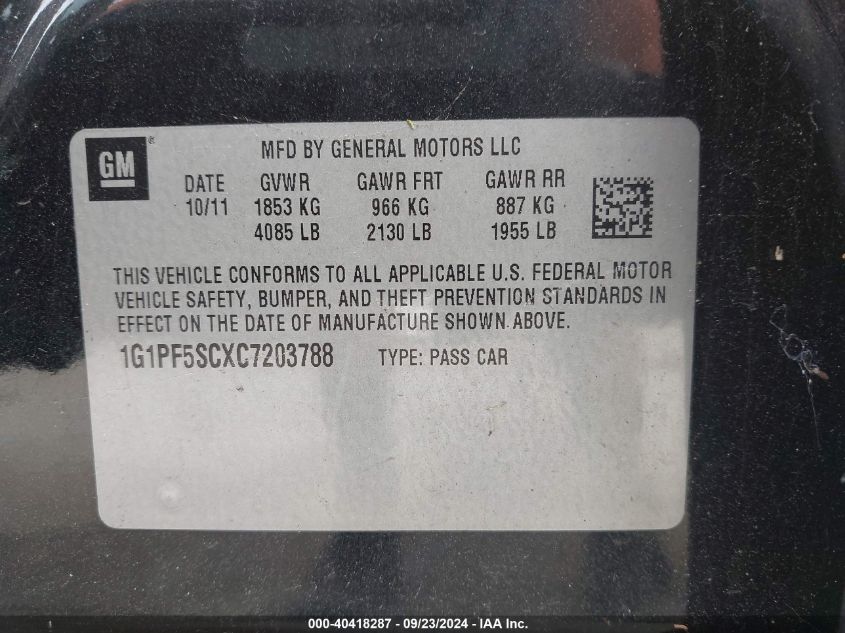 GM
MFD BY GENERAL MOTORS LLC
DATE GVWR GAWR FRT GAWR RR
10/11 1853 KG 966 KG 887 KG
4085 LB 2130 LB 1955 LB
THIS VEHICLE CONFORMS TO ALL APPLICABLE U.S. FEDERAL MOTOR
VEHICLE SAFETY, BUMPER, AND THEFT PREVENTION STANDARDS IN
EFFECT ON THE DATE OF MANUFACTURE SHOWN ABOVE.
1G1PF5SCXC7203788 TYPE: PASS CAR
000-40418287 - 09/23/2024 - IAA Inc.